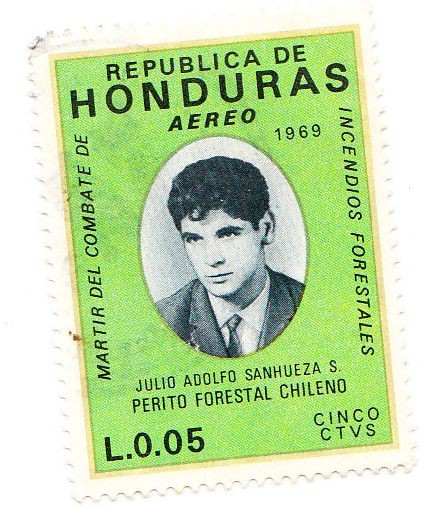 REPUBLICA DE
HONDURAS
AEREO
1969
MARTIR DEL COMBATE DE
INCENDIOS FORESTALES
JULIO ADOLFO SANHUEZA S.
PERITO FORESTAL CHILENO
L.0.05
CINCO
CTVS